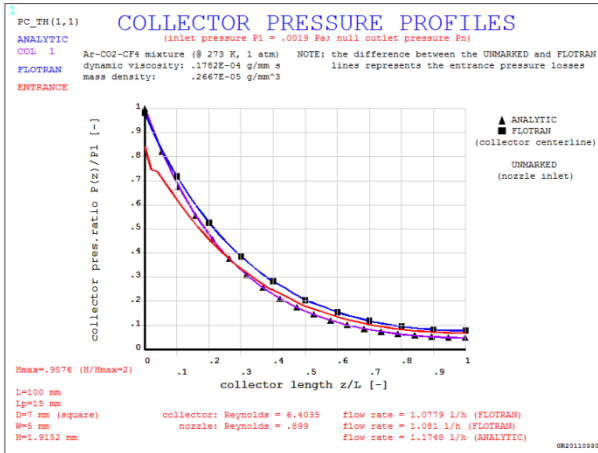 1
PC_TH(1,1)
COLLECTOR PRESSURE PROFILES
(inlet pressure P1 = .0019 Pa; null outlet pressure Pn)
ANALYTIC
COL 1
FLOTRAN
ENTRANCE
Ar-CO2-CF4 mixture (@ 273 K, 1 atm)
dynamic viscosity: .1782E-04 g/mm s
mass density: .2667E-05 g/mm^3
NOTE: the difference between the UNMARKED and FLOTRAN
lines represents the entrance pressure losses
ANALYTIC
FLOTRAN
(collector centerline)
UNMARKED
(nozzle inlet)
collector pres.ratio P(z)/P1 [-]
1
.9
.8
.7
.6
.5
.4
.3
.2
.1
0
0 .2 .4 .6 .8 1
.1 .3 .5 .7 .9
collector length z/L [-]
Hmax=.9576 (H/Hmax=2)
L=100 mm
Lp=15 mm
D=7 mm (square)
W=5 mm
H=1.9152 mm
collector: Reynolds = 6.4035
nozzle: Reynolds = .899
flow rate = 1.0779 l/h (FLOTRAN)
flow rate = 1.081 l/h (FLOTRAN)
flow rate = 1.1748 l/h (ANALYTIC)